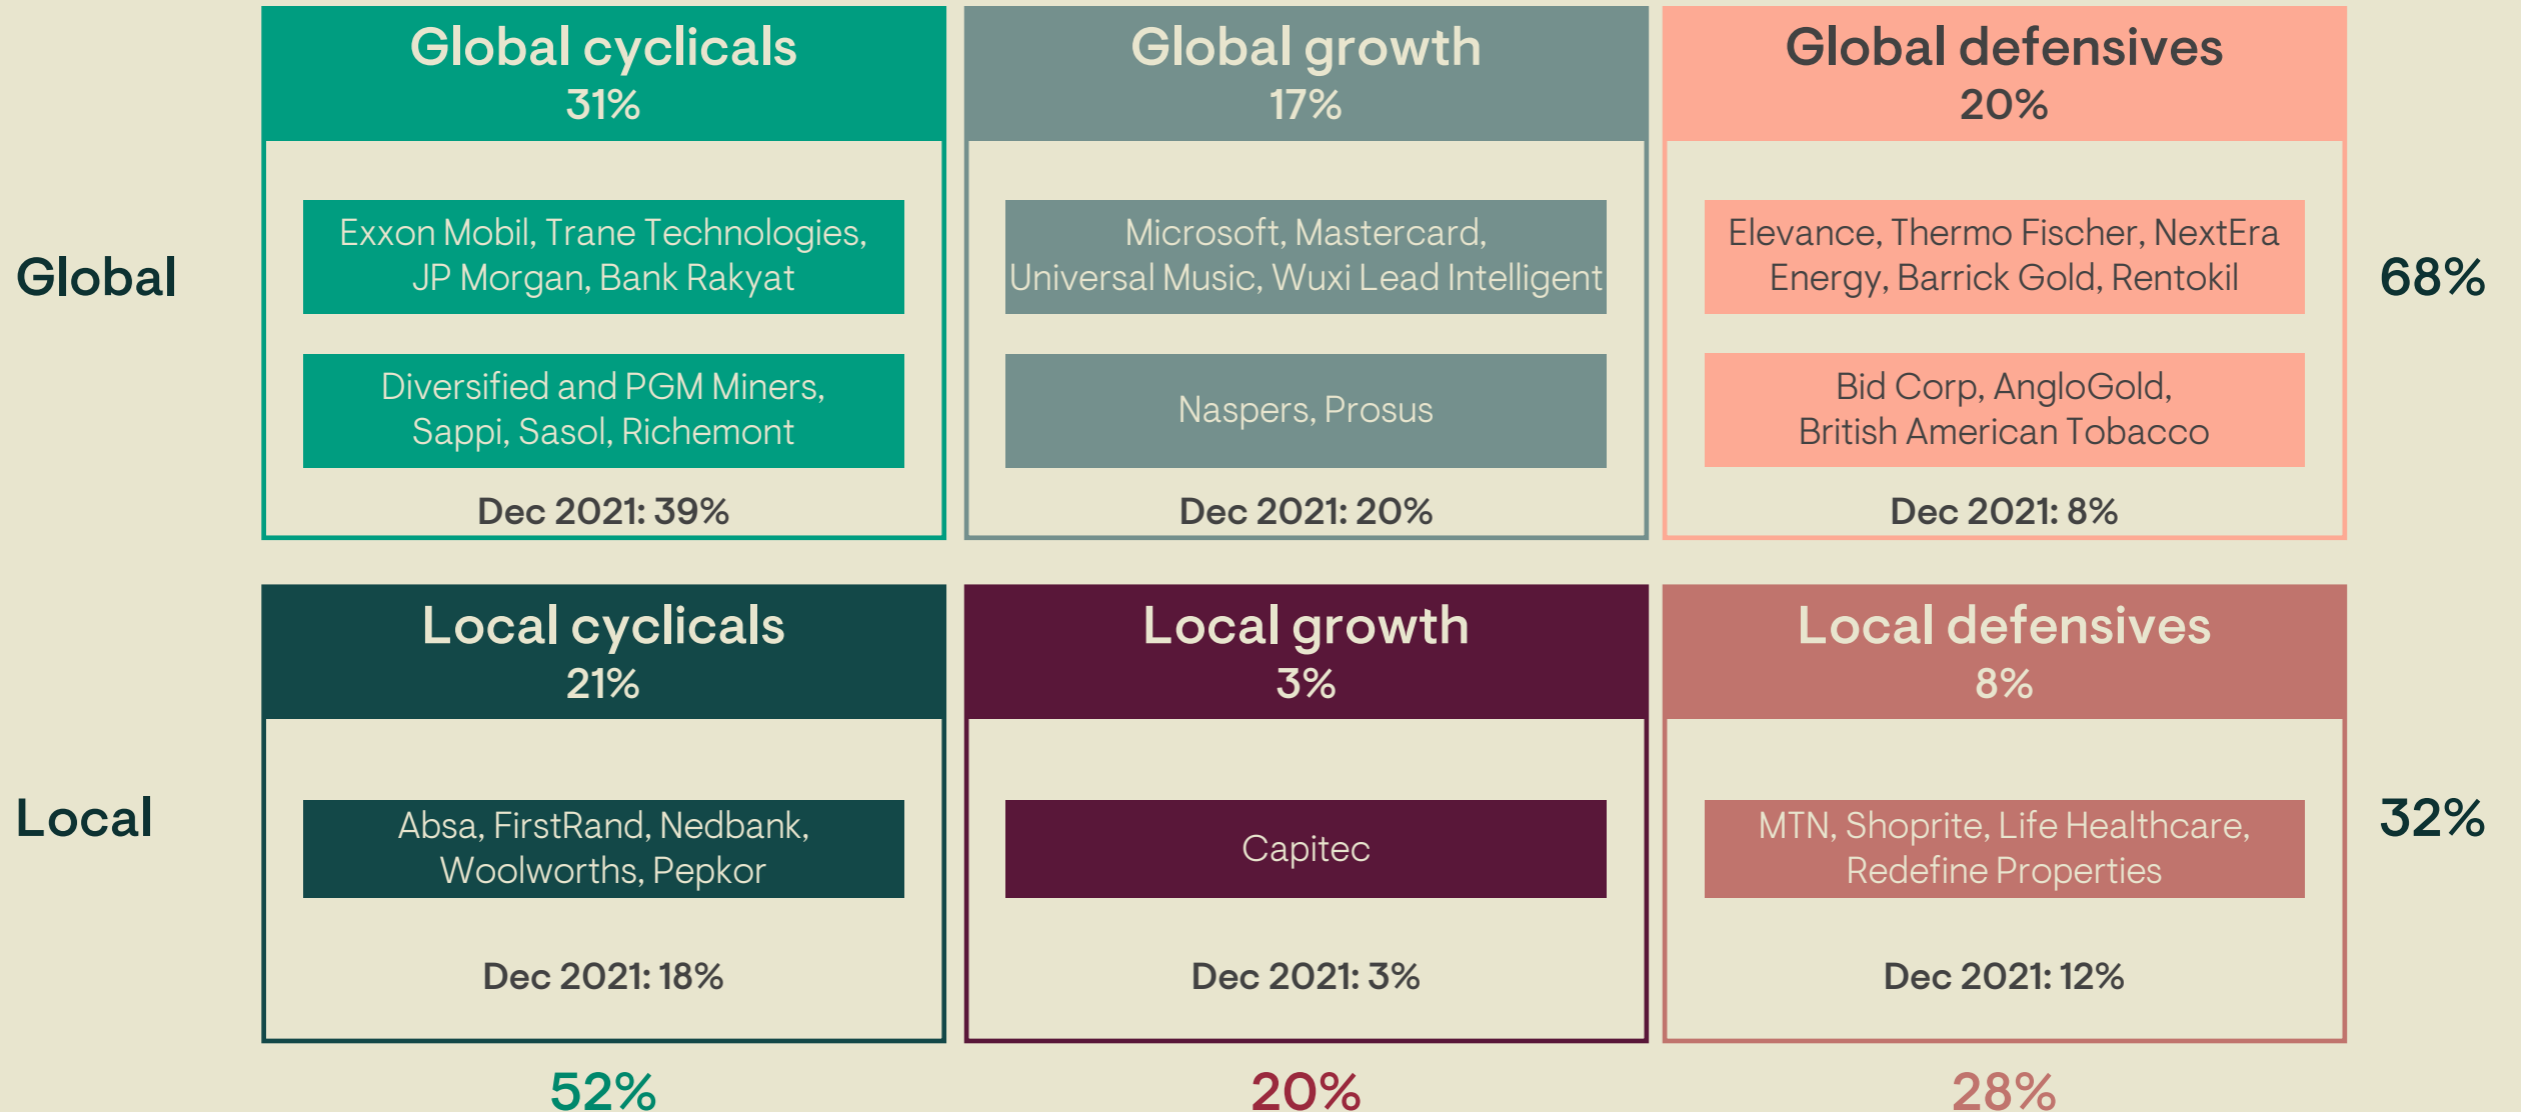 Global cyclicals
31%
Global growth
17%
Global defensives
20%
Global
Exxon Mobil, Trane Technologies,
JP Morgan, Bank Rakyat
Diversified and PGM Miners,
Sappi, Sasol, Richemont
Dec 2021: 39%
Microsoft, Mastercard,
Universal Music, Wuxi Lead Intelligent
Naspers, Prosus
Dec 2021: 20%
Elevance, Thermo Fischer, NextEra
Energy, Barrick Gold, Rentokil
Bid Corp, AngloGold,
British American Tobacco
Dec 2021: 8%
68%
Local cyclicals
21%
Local growth
3%
Local defensives
8%
Local
Absa, FirstRand, Nedbank,
Woolworths, Pepkor
Dec 2021: 18%
Capitec
Dec 2021: 3%
MTN, Shoprite, Life Healthcare,
Redefine Properties
Dec 2021: 12%
32%
52%
20%
28%